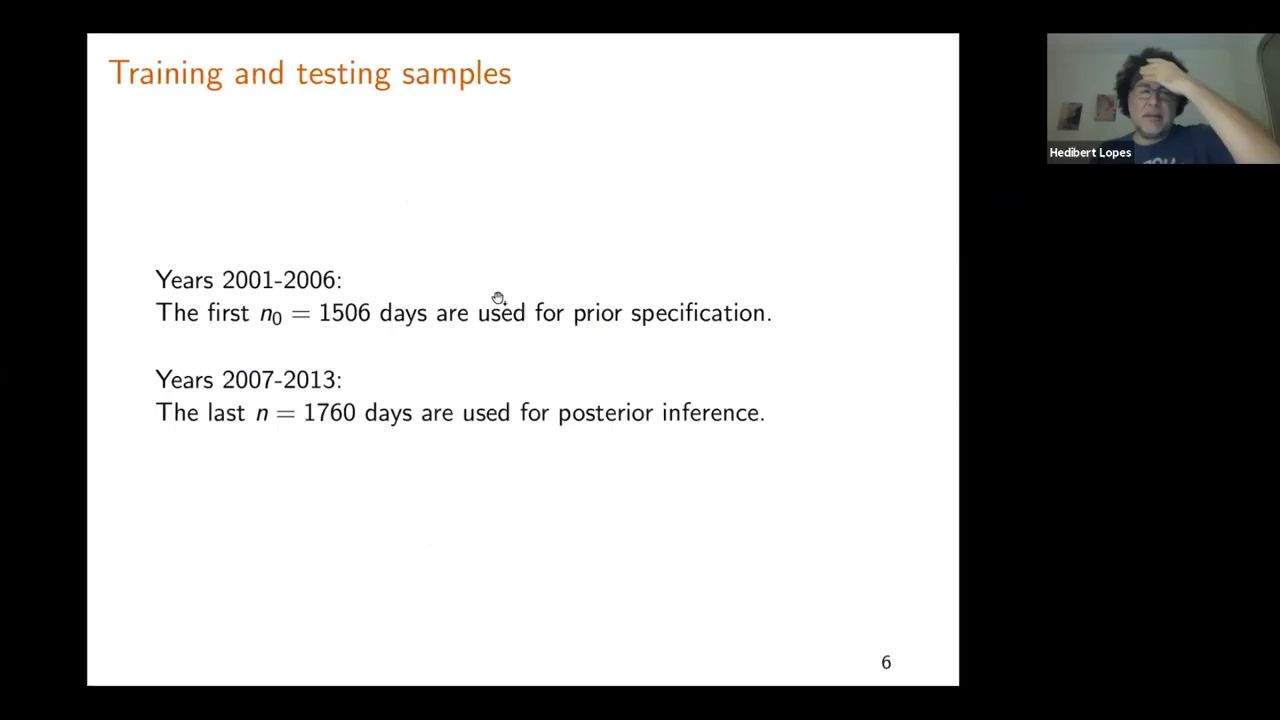 Training and testing samples
Years 2001-2006:
The first n₀ = 1506 days are used for prior specification.
Years 2007-2013:
The last n = 1760 days are used for posterior inference.
6
Hedibert Lopes